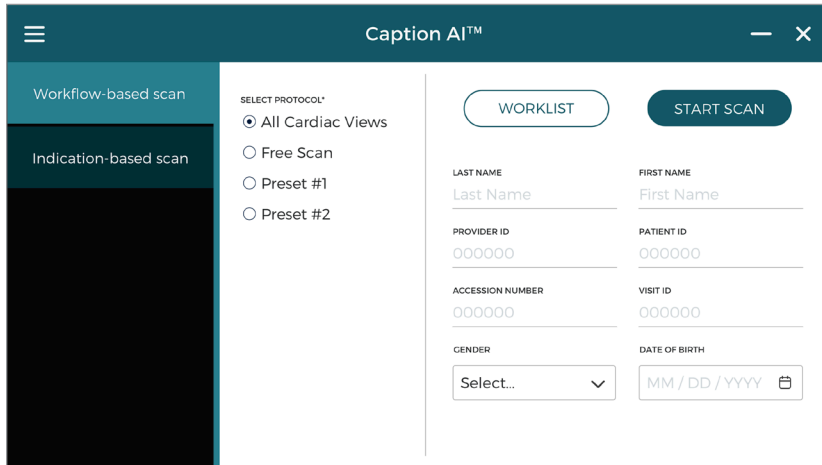 Caption AI™
Workflow-based scan
Indication-based scan
SELECT PROTOCOL*
All Cardiac Views
Free Scan
Preset #1
Preset #2
WORKLIST
START SCAN
LAST NAME
Last Name
FIRST NAME
First Name
PROVIDER ID
000000
PATIENT ID
000000
ACCESSION NUMBER
000000
VISIT ID
000000
GENDER
Select...
DATE OF BIRTH
MM / DD / YYYY